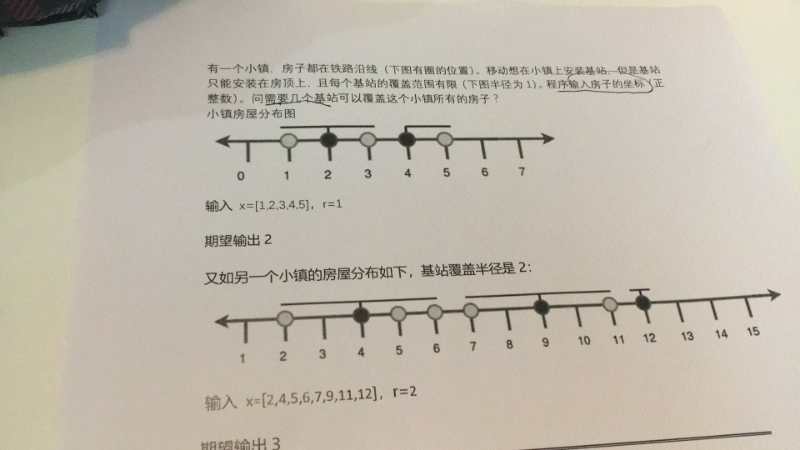 有一个小镇，房子都在铁路沿线（下图有圈的位置）。移动想在小镇上安装基站，但是基站
只能安装在房顶上，且每个基站的覆盖范围有限（下图半径为1）。程序输入房子的坐标（正
整数）。问需要几个基站可以覆盖这个小镇所有的房子？
小镇房屋分布图
0 1 2 3 4 5 6 7
输入 x=[1,2,3,4,5]，r=1
期望输出 2
又如另一个小镇的房屋分布如下，基站覆盖半径是 2：
1 2 3 4 5 6 7 8 9 10 11 12 13 14 15
输入 x=[2,4,5,6,7,9,11,12]，r=2
期望输出 3